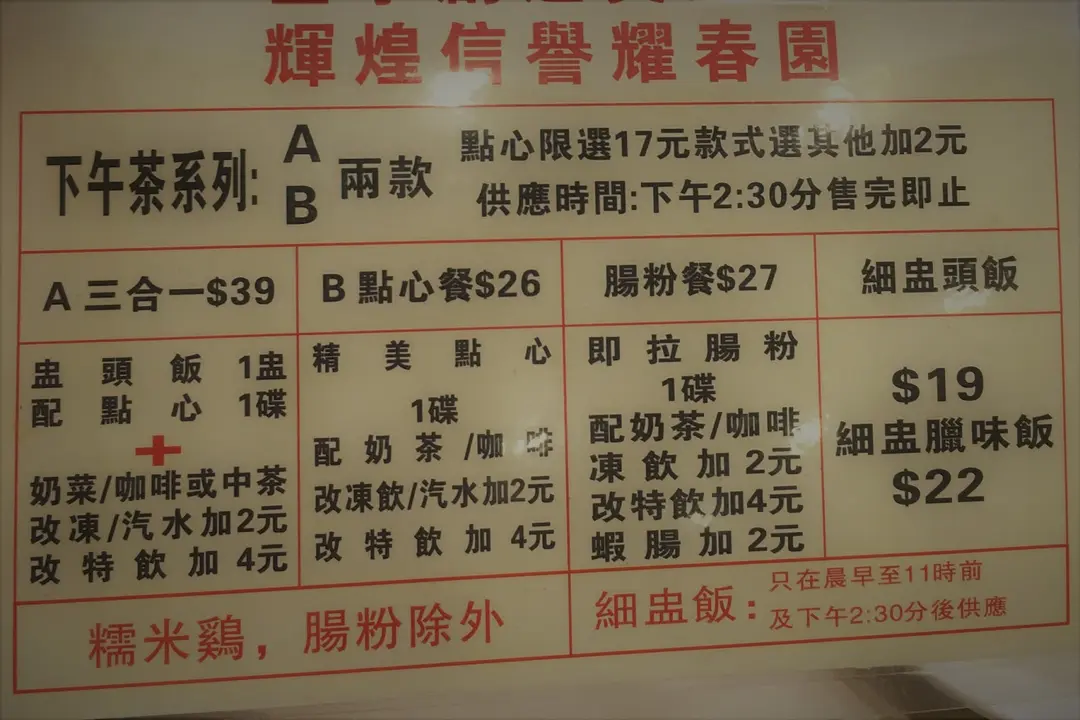 輝煌信譽耀春園
下午茶系列: A B 兩款
點心限選17元款式選其他加2元
供應時間:下午2:30分售完即止
A 三合一$39
盅頭飯 1盅
配點心 1碟
+
奶菜/咖啡或中茶
改凍/汽水加2元
改特飲加 4元
B 點心餐$26
精美點心
1碟
配奶茶/咖啡
改凍飲/汽水加2元
改特飲加 4元
腸粉餐$27
即拉腸粉
1碟
配奶茶/咖啡
凍飲加 2元
改特飲加4元
蝦腸加 2元
細盅頭飯
$19
細盅臘味飯
$22
糯米鷄，腸粉除外
細盅飯:
只在晨早至11時前
及下午2:30分後供應